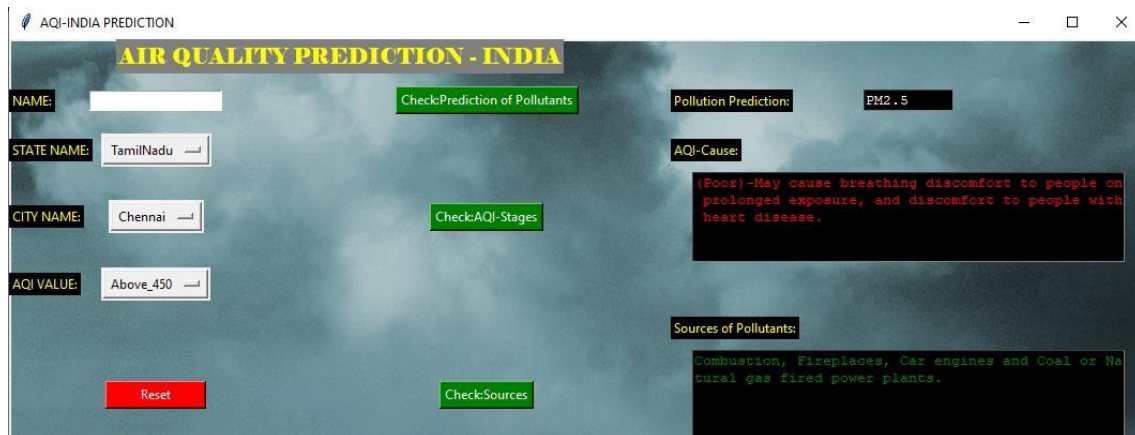 AQI-INDIA PREDICTION
AIR QUALITY PREDICTION - INDIA
NAME:
Check:Prediction of Pollutants
Pollution Prediction:
PM2.5
STATE NAME:
TamilNadu
AQI-Cause:
(Poor)-May cause breathing discomfort to people on
prolonged exposure, and discomfort to people with
heart disease.
CITY NAME:
Chennai
Check:AQI-Stages
AQI VALUE:
Above_450
Sources of Pollutants:
Combustion, Fireplaces, Car engines and Coal or Na
tural gas fired power plants.
Reset
Check:Sources